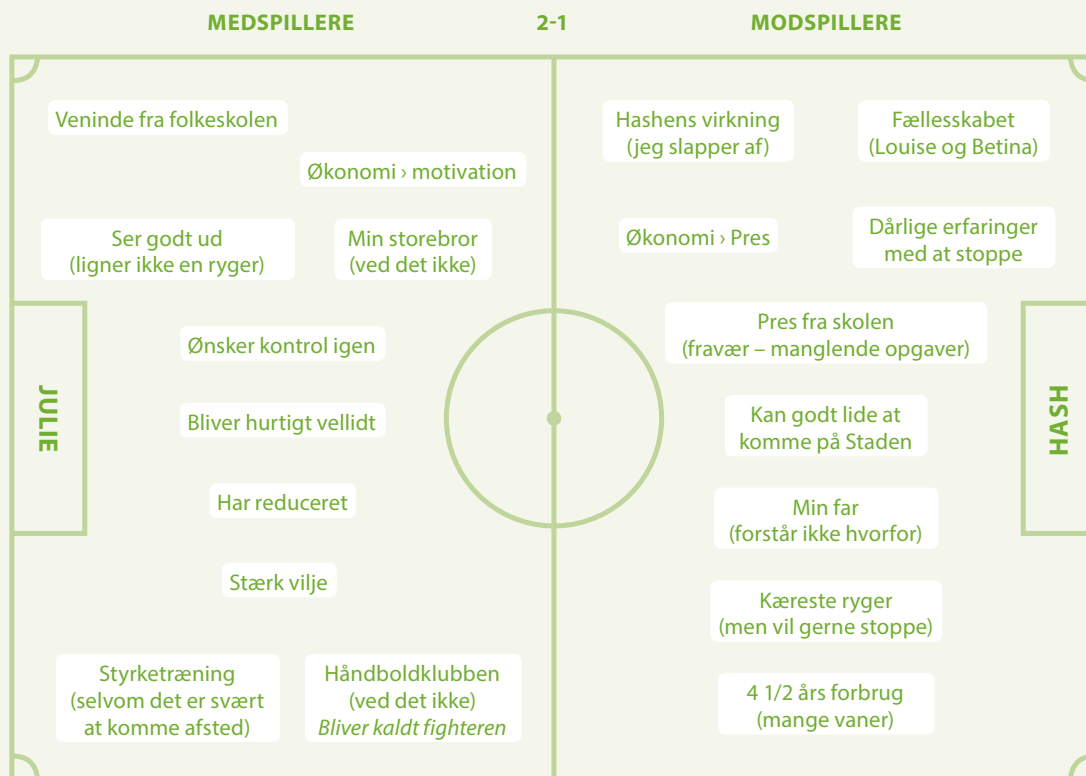 MEDSPILLERE
2-1
MODSPILLERE
JULIE
Veninde fra folkeskolen
Økonomi › motivation
Ser godt ud
(ligner ikke en ryger)
Min storebror
(ved det ikke)
Ønsker kontrol igen
Bliver hurtigt vellidt
Har reduceret
Stærk vilje
Styrketræning
(selvom det er svært
at komme afsted)
Håndboldklubben
(ved det ikke)
Bliver kaldt fighteren
Hashens virkning
(jeg slapper af)
Fællesskabet
(Louise og Betina)
Økonomi › Pres
Dårlige erfaringer
med at stoppe
Pres fra skolen
(fravær – manglende opgaver)
Kan godt lide at
komme på Staden
Min far
(forstår ikke hvorfor)
Kæreste ryger
(men vil gerne stoppe)
4 1/2 års forbrug
(mange vaner)
HASH